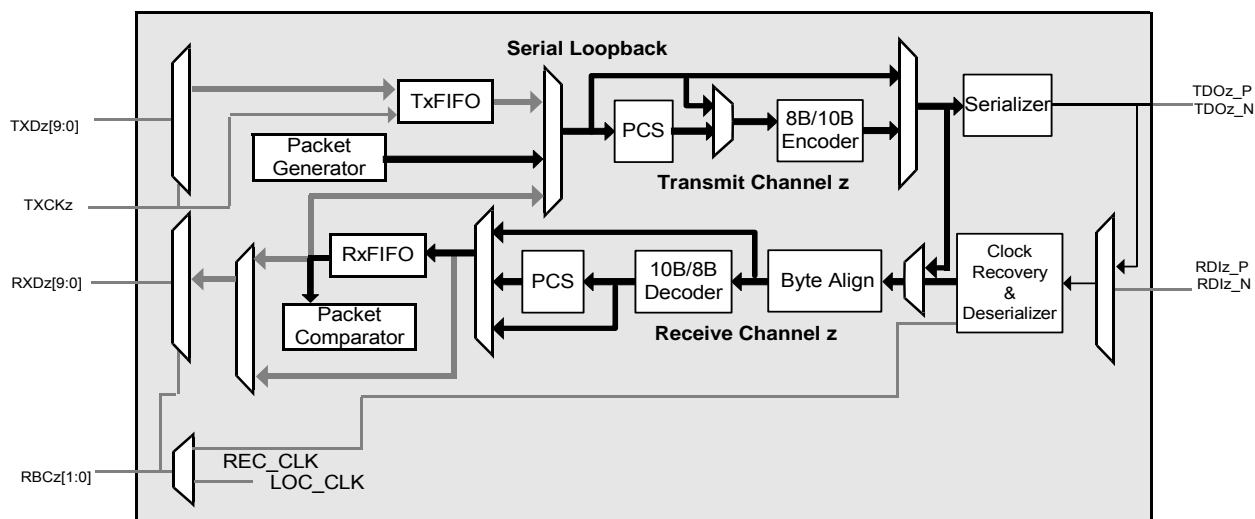 Serial Loopback
TxFIFO
Serializer
TDOz_P
TDOz_N
TXDz[9:0]
PCS
8B/10B
Encoder
Packet
Generator
Transmit Channel z
TXCKz
RxFIFO
PCS
10B/8B
Decoder
Byte Align
Clock
Recovery
&
Deserializer
RDIz_P
RDIz_N
RXDz[9:0]
Packet
Comparator
Receive Channel z
REC_CLK
RBCz[1:0]
LOC_CLK